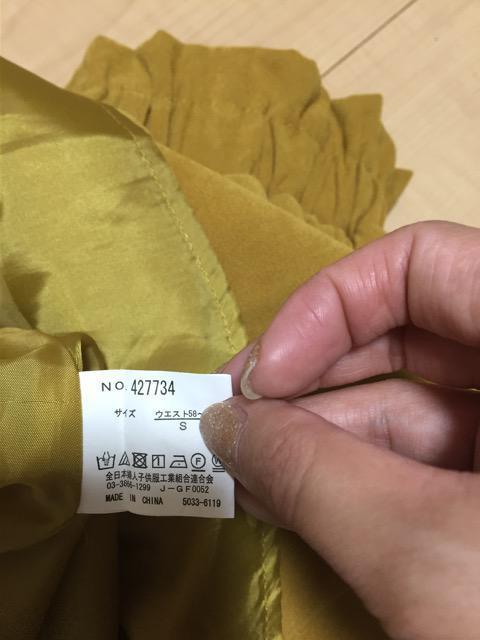 NO. 427734
サイズ ウエスト58~
S
全日本婦人子供服工業組合連合会
03-3866-1299 J-GF0052
MADE IN CHINA 5033-6119